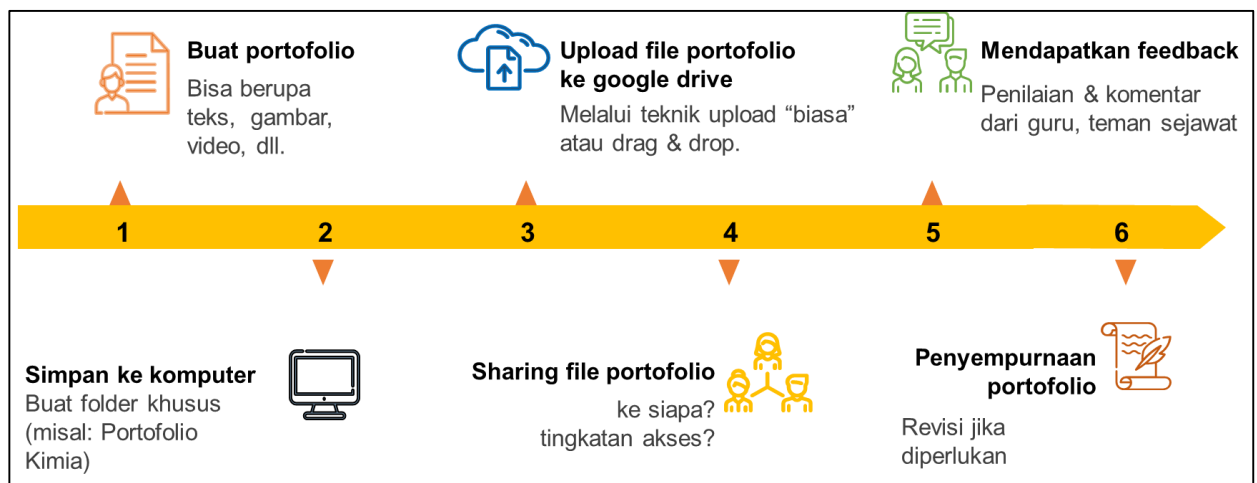 Buat portofolio
Bisa berupa
teks, gambar,
video, dll.
Upload file portofolio
ke google drive
Melalui teknik upload “biasa”
atau drag & drop.
Mendapatkan feedback
Penilaian & komentar
dari guru, teman sejawat
1
2
3
4
5
6
Simpan ke komputer
Buat folder khusus
(misal: Portofolio
Kimia)
Sharing file portofolio
ke siapa?
tingkatan akses?
Penyempurnaan
portofolio
Revisi jika
diperlukan